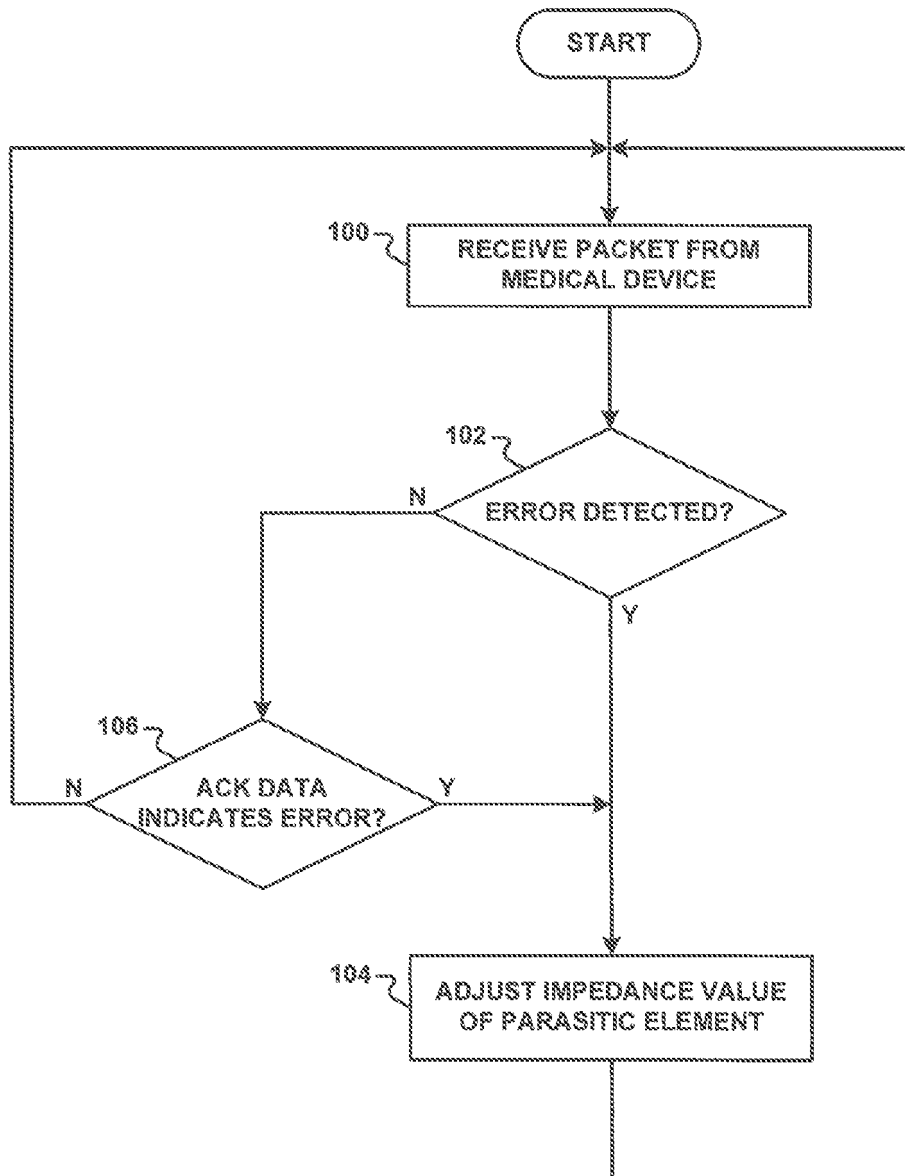 START
100
RECEIVE PACKET FROM
MEDICAL DEVICE
102
ERROR DETECTED?
N
Y
106
ACK DATA
INDICATES ERROR?
N
Y
104
ADJUST IMPEDANCE VALUE
OF PARASITIC ELEMENT